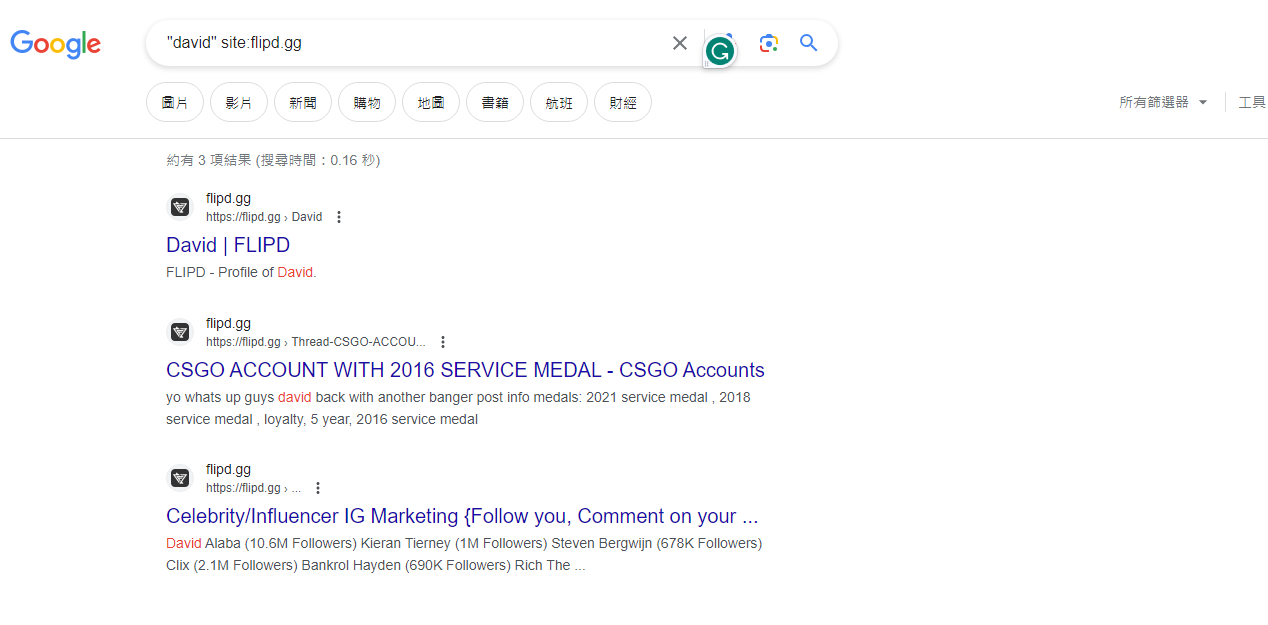 Google
"david" site:flipd.gg
圖片
影片
新聞
購物
地圖
書籍
航班
財經
所有篩選器
工具
約有 3 項結果 (搜尋時間：0.16 秒)
flipd.gg
https://flipd.gg › David
David | FLIPD
FLIPD - Profile of David.
flipd.gg
https://flipd.gg › Thread-CSGO-ACCOU...
CSGO ACCOUNT WITH 2016 SERVICE MEDAL - CSGO Accounts
yo whats up guys david back with another banger post info medals: 2021 service medal , 2018
service medal , loyalty, 5 year, 2016 service medal
flipd.gg
https://flipd.gg › ...
Celebrity/Influencer IG Marketing {Follow you, Comment on your ...
David Alaba (10.6M Followers) Kieran Tierney (1M Followers) Steven Bergwijn (678K Followers)
Clix (2.1M Followers) Bankrol Hayden (690K Followers) Rich The ...